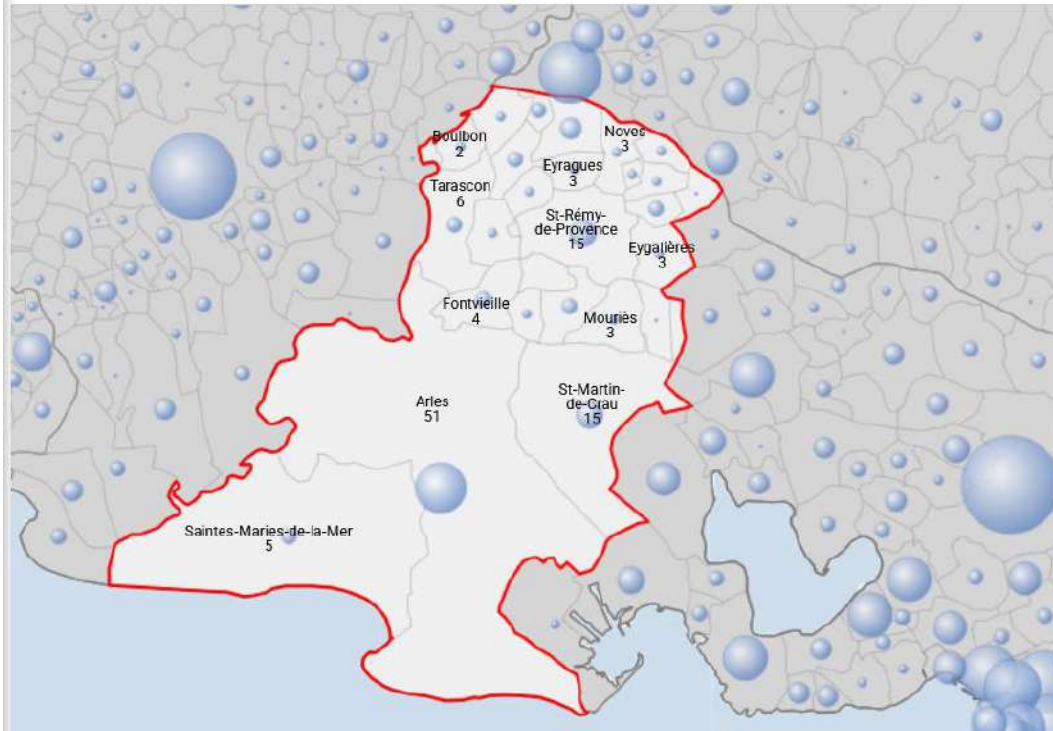 Boulbon
2
Noves
3
Eyragues
3
Tarascon
6
St-Rémy-
de-Provence
15
Eygalières
3
Fontvieille
4
Mouriès
3
Arles
51
St-Martin-
de-Crau
15
Saintes-Maries-de-la-Mer
5